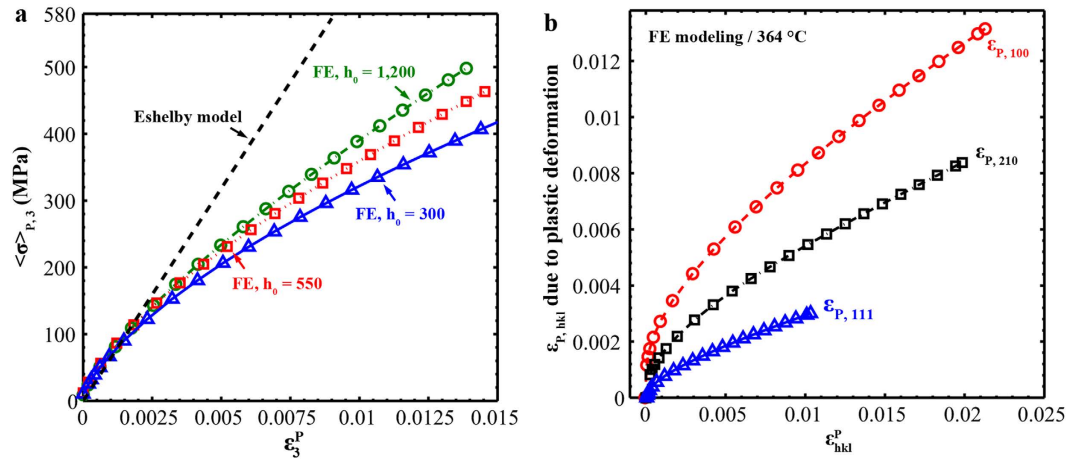 a
580
500
400
300
200
100
0
<σ>P,3 (MPa)
Eshelby model
FE, h0 = 1,200
FE, h0 = 300
FE, h0 = 550
0 0.0025 0.005 0.0075 0.01 0.0125 0.015
ε3^P
b
FE modeling / 364 °C
0.012
0.01
0.008
0.006
0.004
0.002
0
εP, hkl due to plastic deformation
εP, 100
εP, 210
εP, 111
0 0.005 0.01 0.015 0.02 0.025
εhkl^P